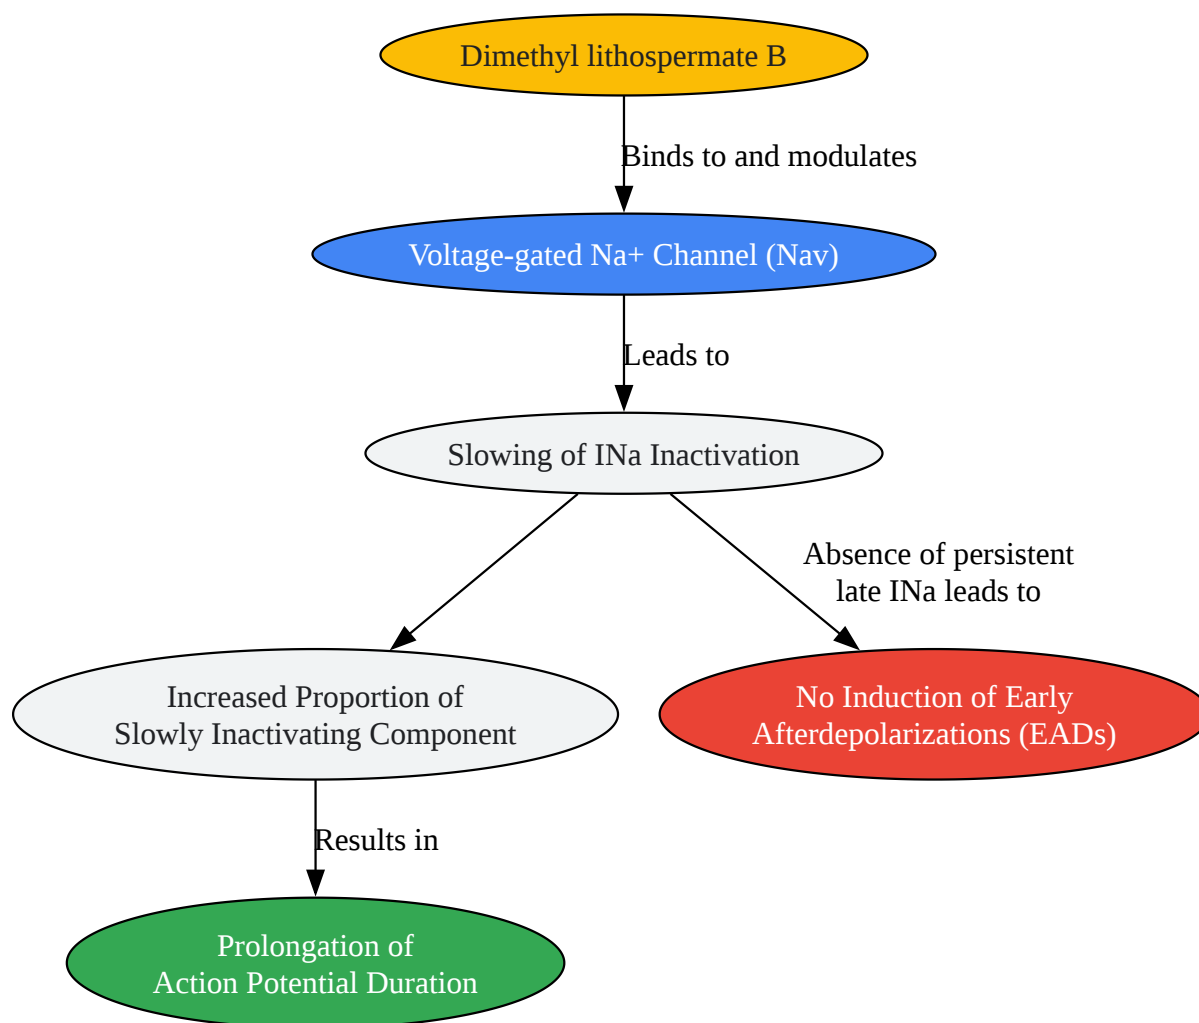 Dimethyl lithospermate B
Binds to and modulates
Voltage-gated Na+ Channel (Nav)
Leads to
Slowing of INa Inactivation
Absence of persistent
late INa leads to
Increased Proportion of
Slowly Inactivating Component
No Induction of Early
Afterdepolarizations (EADs)
Results in
Prolongation of
Action Potential Duration